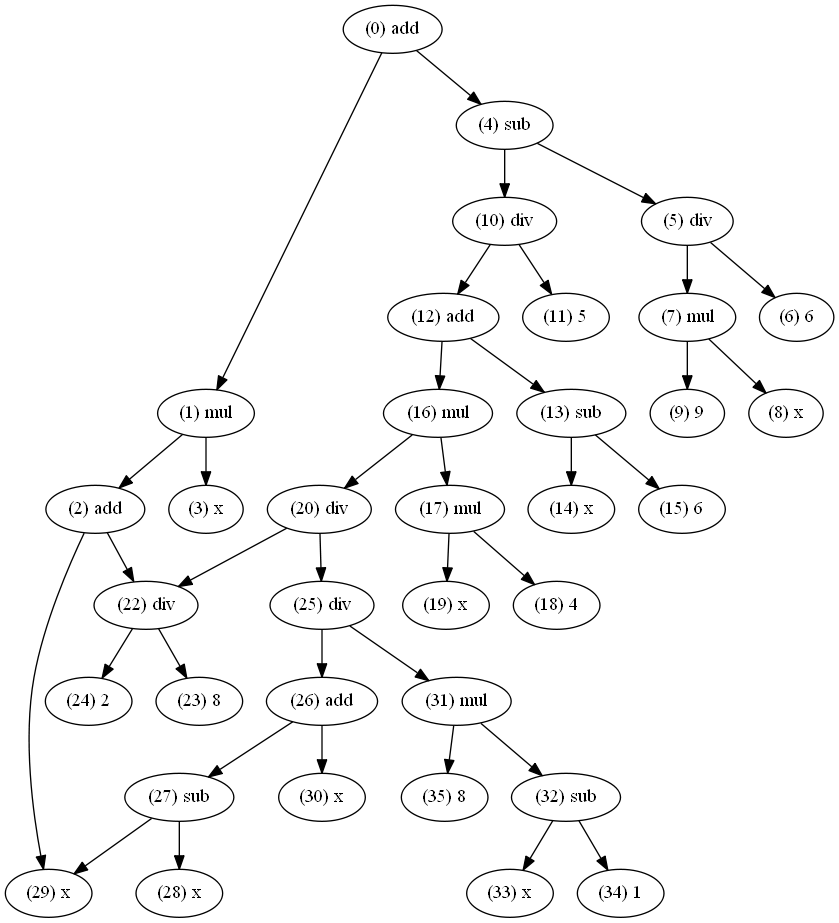 (0) add
(4) sub
(10) div
(5) div
(12) add
(11) 5
(7) mul
(6) 6
(1) mul
(16) mul
(13) sub
(9) 9
(8) x
(2) add
(3) x
(20) div
(17) mul
(14) x
(15) 6
(22) div
(25) div
(19) x
(18) 4
(24) 2
(23) 8
(26) add
(31) mul
(27) sub
(30) x
(35) 8
(32) sub
(29) x
(28) x
(33) x
(34) 1